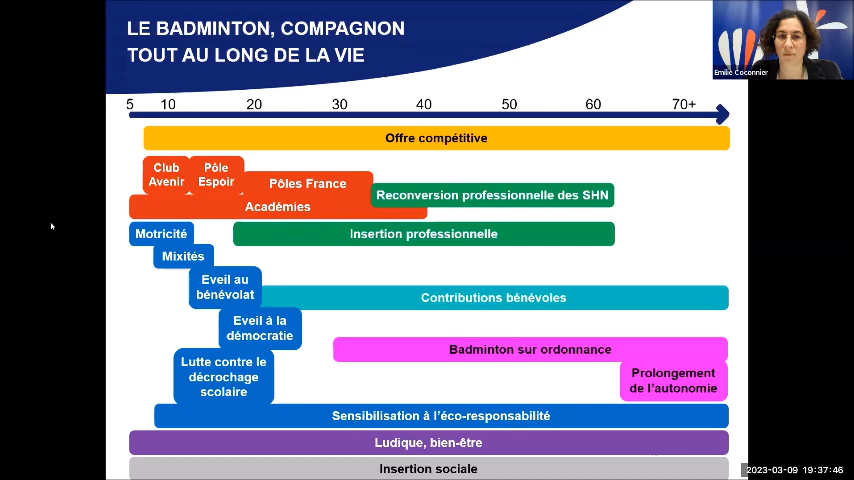 LE BADMINTON, COMPAGNON
TOUT AU LONG DE LA VIE
Emilie Coconnier
5 10 20 30 40 50 60 70+
Offre compétitive
Club
Avenir
Pôle
Espoir
Pôles France
Reconversion professionnelle des SHN
Académies
Motricité
Insertion professionnelle
Mixités
Eveil au
bénévolat
Contributions bénévoles
Eveil à la
démocratie
Badminton sur ordonnance
Lutte contre le
décrochage
scolaire
Prolongement
de l'autonomie
Sensibilisation à l'éco-responsabilité
Ludique, bien-être
Insertion sociale
2023-03-09 19:37:46